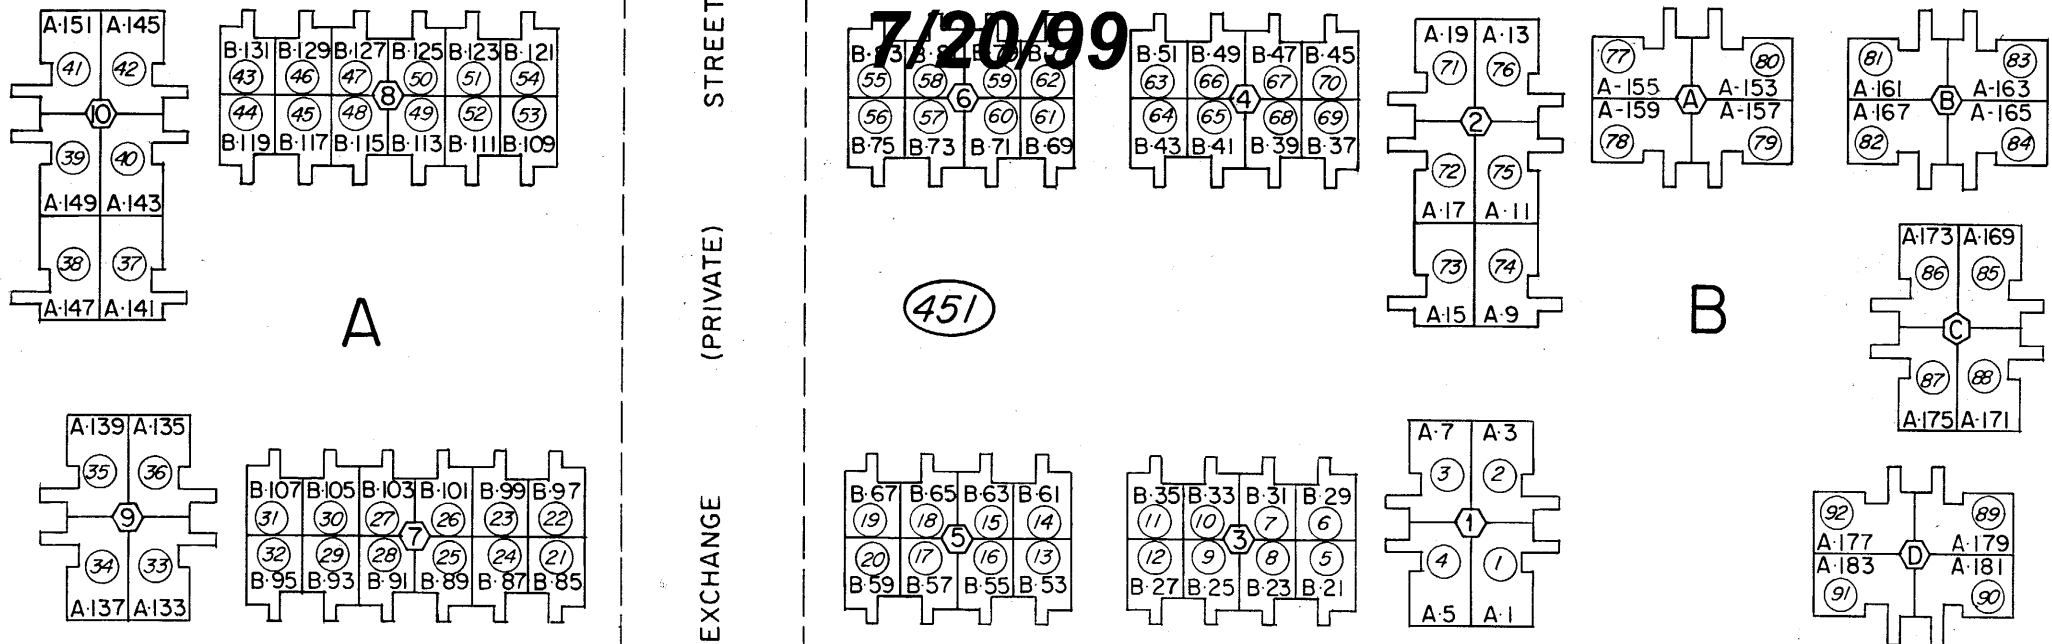 A·151 A·145
41 42
10
39 40
A·149 A·143
38 37
A·147 A·141
B·131 B·129 B·127 B·125 B·123 B·121
43 46 47 50 51 54
8
44 45 48 49 52 53
B·119 B·117 B·115 B·113 B·111 B·109
A
A·139 A·135
35 36
9
34 33
A·137 A·133
B·107 B·105 B·103 B·101 B·99 B·97
31 30 27 26 23 22
7
32 29 28 25 24 21
B·95 B·93 B·91 B·89 B·87 B·85
EXCHANGE (PRIVATE) STREET
7/20/99
55 58 59 62
6
56 57 60 61
B·75 B·73 B·71 B·69
B·51 B·49 B·47 B·45
63 66 67 70
4
64 65 68 69
B·43 B·41 B·39 B·37
451
B·67 B·65 B·63 B·61
19 18 15 14
5
20 17 16 13
B·59 B·57 B·55 B·53
B·35 B·33 B·31 B·29
11 10 7 6
3
12 9 8 5
B·27 B·25 B·23 B·21
A·19 A·13
71 76
2
72 75
A·17 A·11
73 74
A·15 A·9
A·7 A·3
3 2
1
4 1
A·5 A·1
77 80
A-155 A-153
A
A-159 A-157
78 79
81 83
A·161 A-163
B
A·167 A-165
82 84
B
A·173 A·169
86 85
C
87 88
A·175 A·171
92 89
A·177 A·179
D
A·183 A·181
91 90